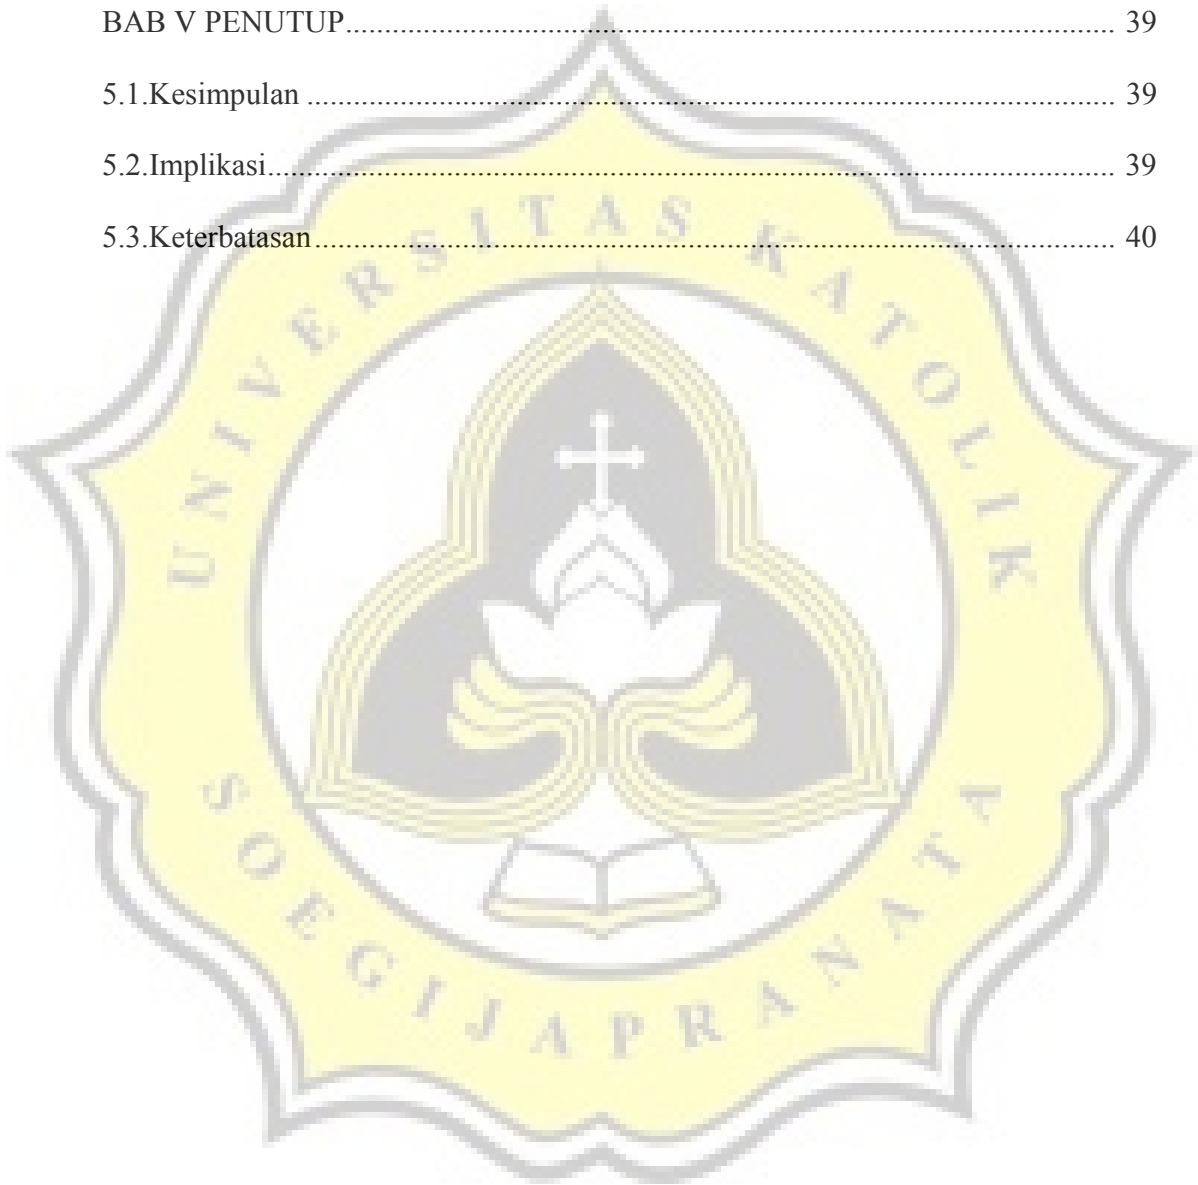 BAB V PENUTUP........................................................................................................ 39
5.1.Kesimpulan ......................................................................................................... 39
5.2.Implikasi.............................................................................................................. 39
5.3.Keterbatasan........................................................................................................ 40
UNIVERSITAS KATOLIK
SOEGIJAPRANATA